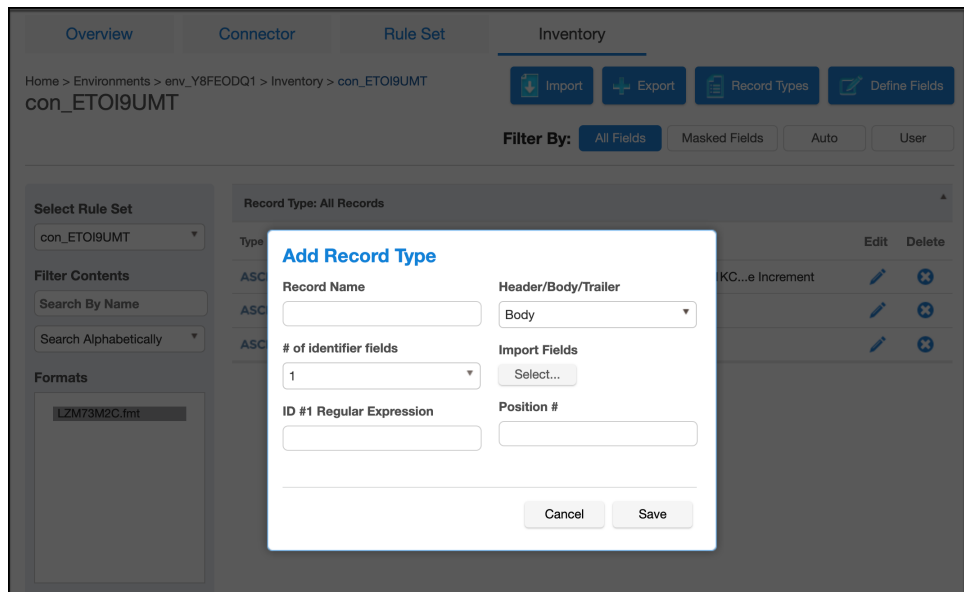 Overview Connector Rule Set Inventory
Home > Environments > env_Y8FEODQ1 > Inventory > con_ETOI9UMT
con_ETOI9UMT
Import Export Record Types Define Fields
Filter By: All Fields Masked Fields Auto User
Select Rule Set
con_ETOI9UMT
Filter Contents
Search By Name
Search Alphabetically
Formats
LZM73M2C.fmt
Record Type: All Records
Type Edit Delete
ASC KC...e Increment
ASC
ASC
Add Record Type
Record Name Header/Body/Trailer
Body
# of identifier fields Import Fields
1 Select...
ID #1 Regular Expression Position #
Cancel Save